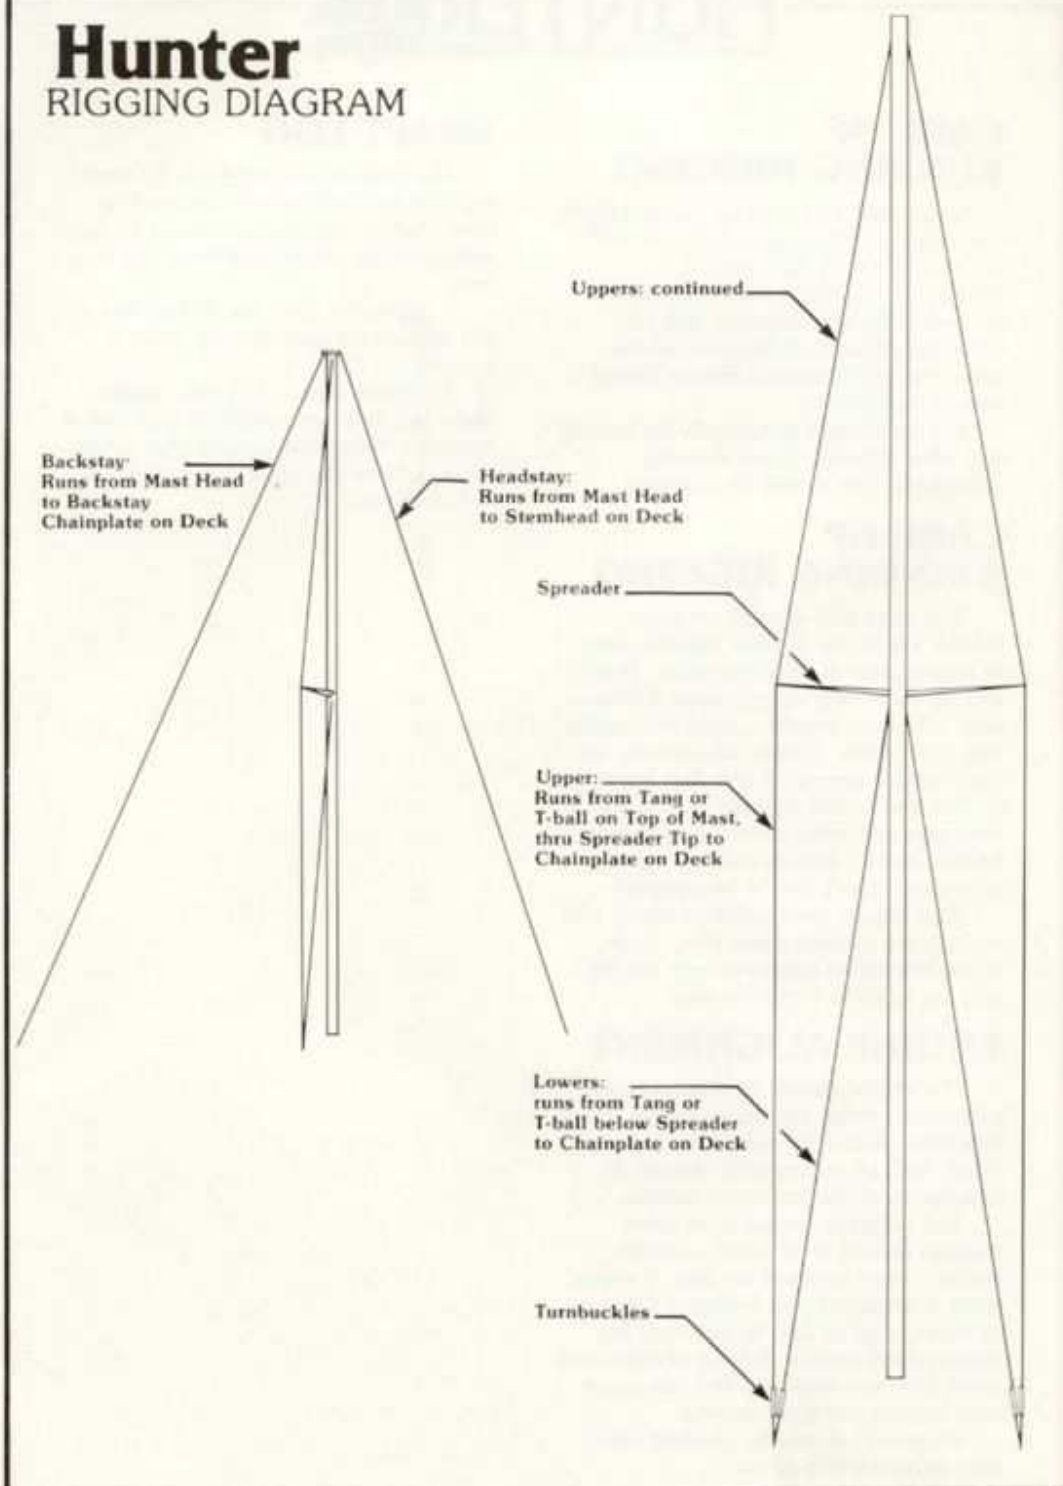 Hunter
RIGGING DIAGRAM
Uppers: continued
Backstay:
Runs from Mast Head
to Backstay
Chainplate on Deck
Headstay:
Runs from Mast Head
to Stemhead on Deck
Spreader
Upper:
Runs from Tang or
T-ball on Top of Mast,
thru Spreader Tip to
Chainplate on Deck
Lowers:
runs from Tang or
T-ball below Spreader
to Chainplate on Deck
Turnbuckles